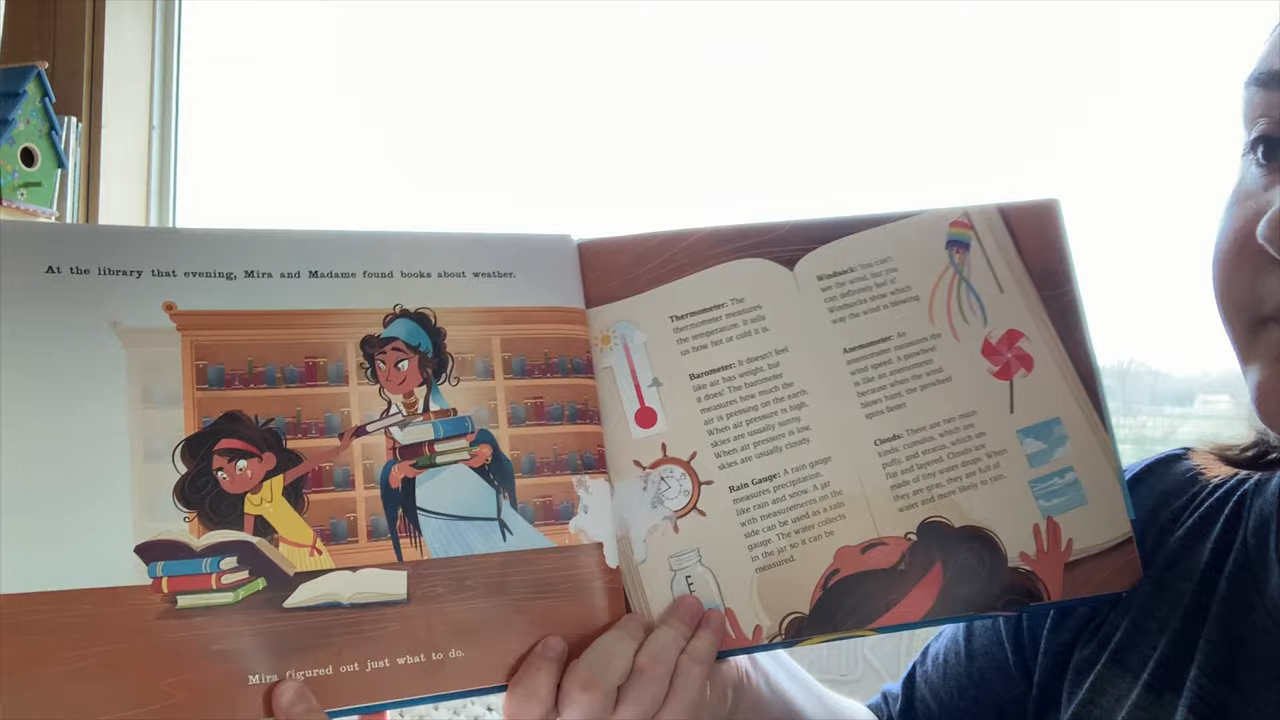 At the library that evening, Mira and Madame found books about weather.
Mira figured out just what to do.
Thermometer: The
thermometer measures
the temperature. It tells
us how hot or cold it is.
Barometer: It doesn't feel
like air has weight, but
it does! The barometer
measures how much the
air is pressing on the earth.
When air pressure is high,
skies are usually sunny.
When air pressure is low,
skies are usually cloudy.
Rain Gauge: A rain gauge
measures precipitation,
like rain and snow. A jar
with measurements on the
side can be used as a rain
gauge. The water collects
in the jar so it can be
measured.
Windsock: You can't
see the wind, but you
can definitely feel it!
Windsocks show which
way the wind is blowing.
Anemometer: An
anemometer measures the
wind speed. A pinwheel
is like an anemometer
because when the wind
blows hard, the pinwheel
spins faster.
Clouds: There are two main
kinds: cumulus, which are
puffy, and stratus, which are
flat and layered. Clouds are
made of tiny water drops. When
they are gray, they are full of
water and more likely to rain.